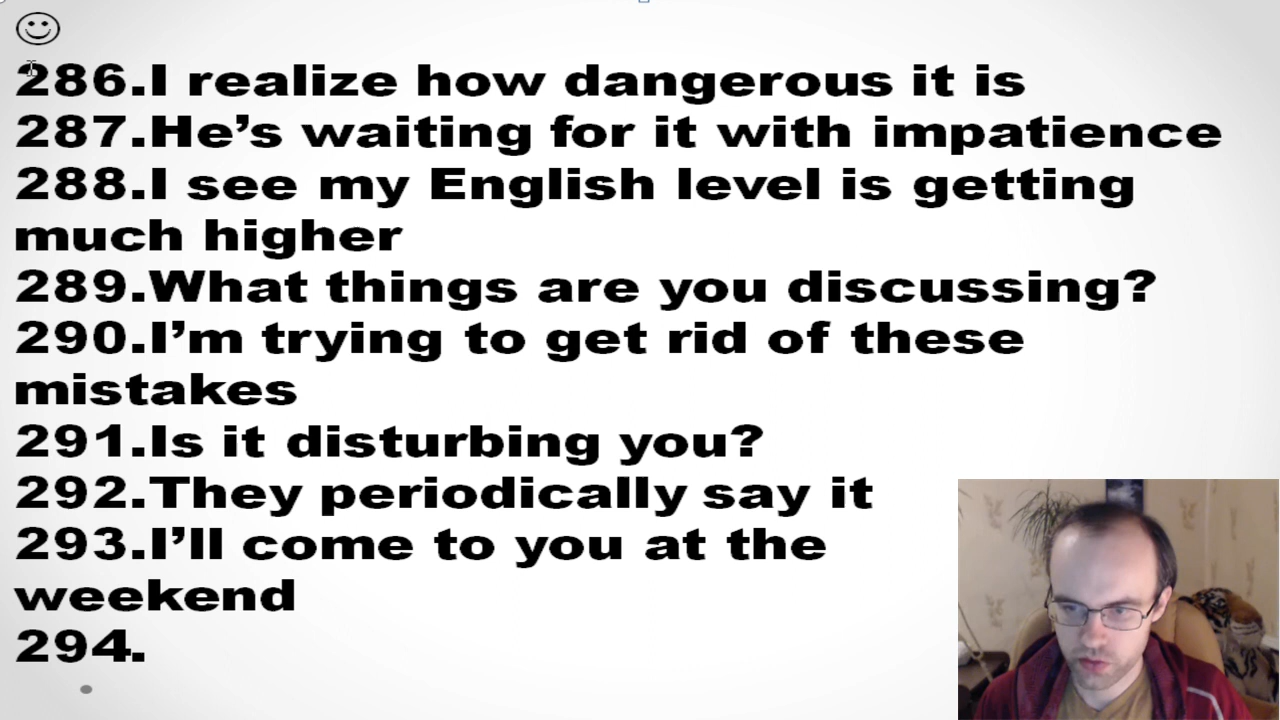 286.I realize how dangerous it is
287.He’s waiting for it with impatience
288.I see my English level is getting
much higher
289.What things are you discussing?
290.I’m trying to get rid of these
mistakes
291.Is it disturbing you?
292.They periodically say it
293.I’ll come to you at the
weekend
294.